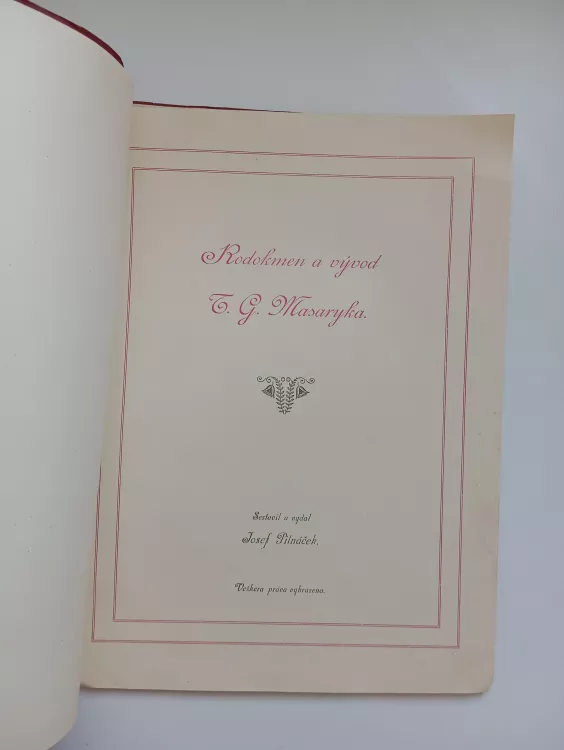 Rodokmen a vývod
T. G. Masaryka.
Sestavil a vydal
Josef Pilnáček.
Veškera práva vyhrazena.